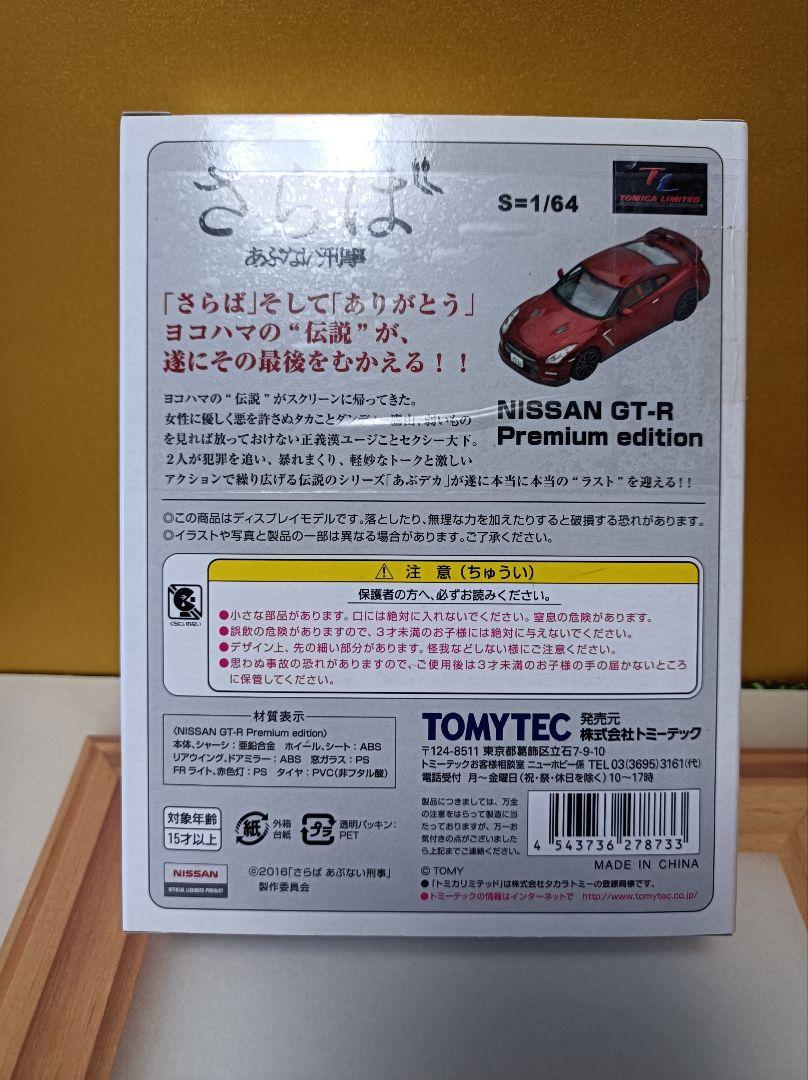 さらば
あぶない刑事
S=1/64
TL
TOMICA LIMITED
「さらば」そして「ありがとう」
ヨコハマの“伝説”が、
遂にその最後をむかえる！！
NISSAN GT-R
Premium edition
ヨコハマの“伝説”がスクリーンに帰ってきた。
女性に優しく悪を許さぬタカことダンディー鷹山、弱いもの
を見れば放っておけない正義漢ユージことセクシー大下。
2人が犯罪を追い、暴れまくり、軽妙なトークと激しい
アクションで繰り広げる伝説のシリーズ「あぶデカ」が遂に本当に本当の“ラスト”を迎える！！
◎この商品はディスプレイモデルです。落としたり、無理な力を加えたりすると破損する恐れがあります。
◎イラストや写真と製品の一部は異なる場合があります。ご了承ください。
注 意（ちゅうい）
保護者の方へ、必ずお読みください。
くちにいれない
●小さな部品があります。口には絶対に入れないでください。窒息の危険があります。
●誤飲の危険がありますので、3才未満のお子様には絶対に与えないでください。
●デザイン上、先の細い部分があります。怪我などしない様にご注意ください。
●思わぬ事故の恐れがありますので、ご使用後は3才未満のお子様の手の届かないところ
に保管してください。
材質表示
〈NISSAN GT-R Premium edition〉
本体、シャーシ：亜鉛合金 ホイール、シート：ABS
リアウイング、ドアミラー：ABS 窓ガラス：PS
FRライト、赤色灯：PS タイヤ：PVC（非フタル酸）
TOMYTEC 発売元
株式会社トミーテック
〒124-8511 東京都葛飾区立石7-9-10
トミーテックお客様相談室 ニューホビー係 TEL 03(3695)3161(代)
電話受付 月～金曜日（祝・祭・休日を除く）10～17時
対象年齢
15才以上
紙
外箱
台紙
プラ
透明パッキン：
PET
製品につきましては、万全
の注意をはらって製造に当
たっておりますが、万一お
気付きの点がございました
ら上記までご連絡ください。
4 543736 278733
MADE IN CHINA
NISSAN
OFFICIAL LICENSED PRODUCT
©2016「さらば あぶない刑事」
製作委員会
© TOMY
●「トミカリミテッド」は株式会社タカラトミーの登録商標です。
●トミーテックの情報はインターネットで http://www.tomytec.co.jp/